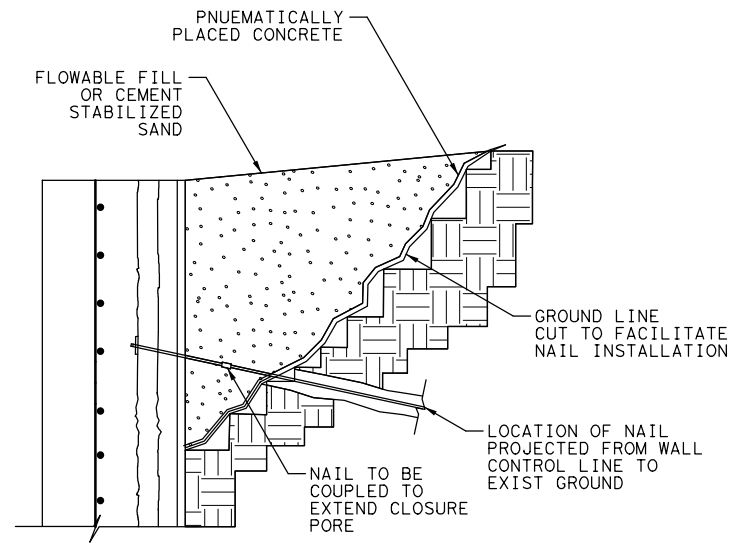 PNUEMATICALLY
PLACED CONCRETE
FLOWABLE FILL
OR CEMENT
STABILIZED
SAND
GROUND LINE
CUT TO FACILITATE
NAIL INSTALLATION
LOCATION OF NAIL
PROJECTED FROM WALL
CONTROL LINE TO
EXIST GROUND
NAIL TO BE
COUPLED TO
EXTEND CLOSURE
PORE